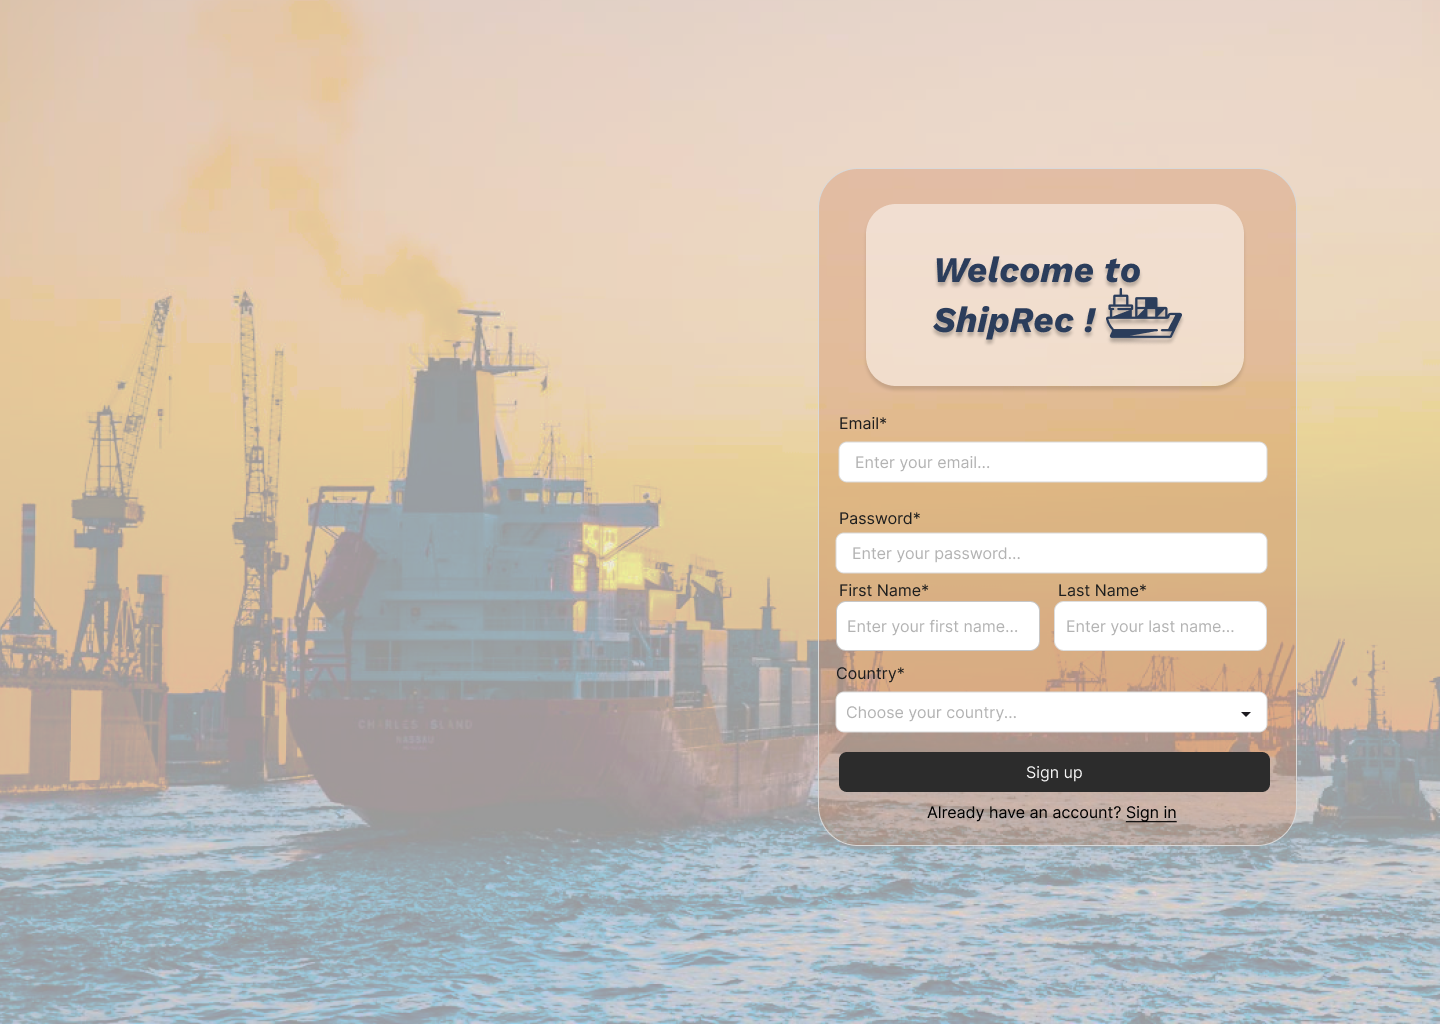 Welcome to
ShipRec !
Email*
Enter your email...
Password*
Enter your password...
First Name* Last Name*
Enter your first name... Enter your last name...
Country*
Choose your country...
Sign up
Already have an account? Sign in